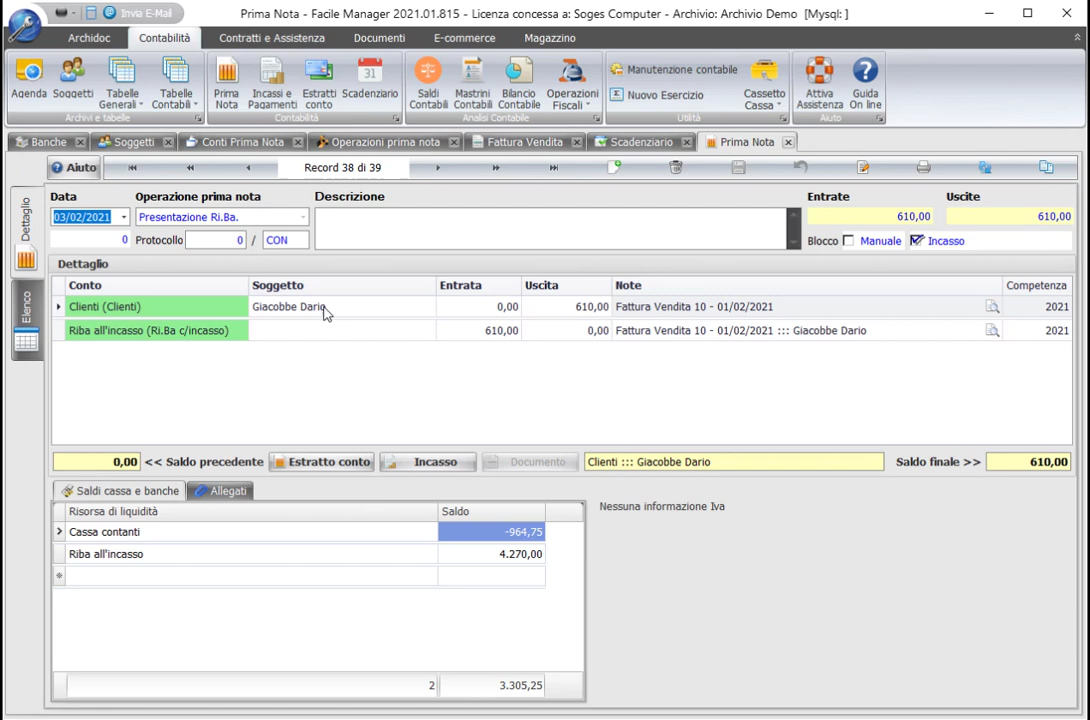 Invia E-Mail
Prima Nota - Facile Manager 2021.01.815 - Licenza concessa a: Soges Computer - Archivio: Archivio Demo [Mysql: ]
Archidoc Contabilità Contratti e Assistenza Documenti E-commerce Magazzino
Agenda Soggetti Tabelle Generali Tabelle Contabili Prima Nota Incassi e Pagamenti Estratti conto Scadenziario Saldi Contabili Mastrini Contabili Bilancio Contabile Operazioni Fiscali Manutenzione contabile Nuovo Esercizio Cassetto Cassa Attiva Assistenza Guida On line
Archivi e tabelle Contabilità Analisi Contabile Utilità Aiuto
Banche Soggetti Conti Prima Nota Operazioni prima nota Fattura Vendita Scadenziario Prima Nota
Aiuto Record 38 di 39
Dettaglio
Elenco
Data Operazione prima nota Descrizione Entrate Uscite
03/02/2021 Presentazione Ri.Ba. 610,00 610,00
0 Protocollo 0 / CON Blocco Manuale Incasso
Dettaglio
Conto Soggetto Entrata Uscita Note Competenza
Clienti (Clienti) Giacobbe Dario 0,00 610,00 Fattura Vendita 10 - 01/02/2021 2021
Riba all'incasso (Ri.Ba c/incasso) 610,00 0,00 Fattura Vendita 10 - 01/02/2021 ::: Giacobbe Dario 2021
0,00 << Saldo precedente Estratto conto Incasso Documento Clienti ::: Giacobbe Dario Saldo finale >> 610,00
Saldi cassa e banche Allegati
Risorsa di liquidità Saldo
Nessuna informazione Iva
Cassa contanti -964,75
Riba all'incasso 4.270,00
2 3.305,25